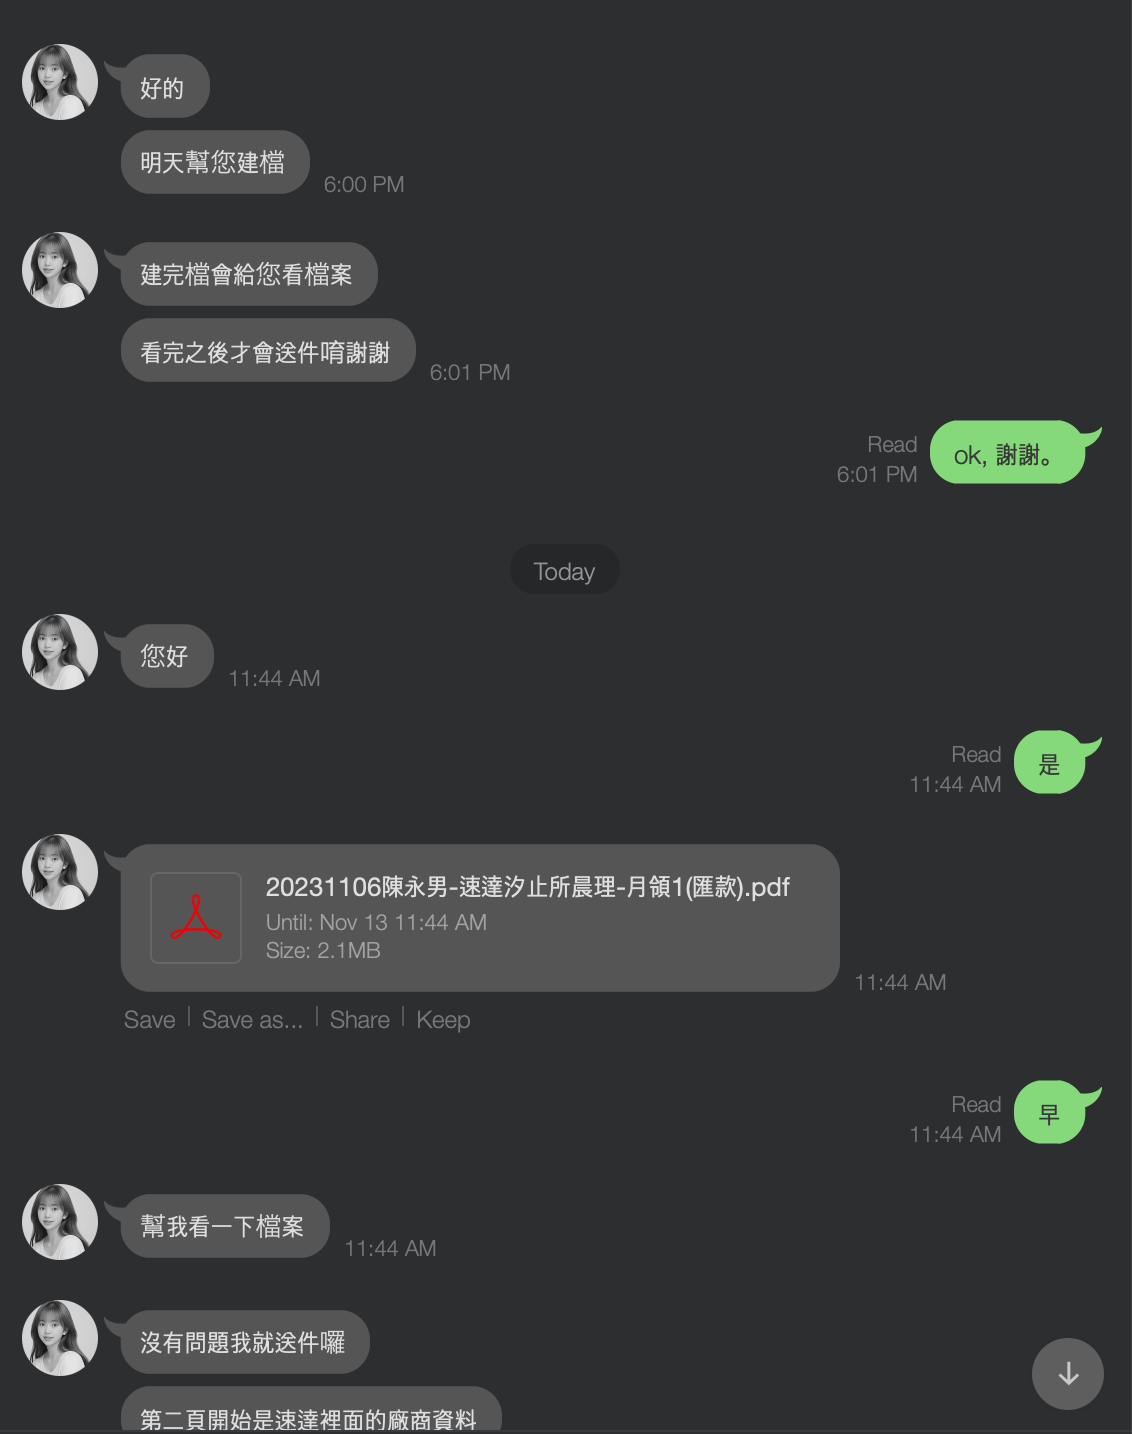 好的
明天幫您建檔
6:00 PM
建完檔會給您看檔案
看完之後才會送件唷謝謝
6:01 PM
Read
6:01 PM
ok, 謝謝。
Today
您好
11:44 AM
Read
11:44 AM
是
20231106陳永男-速達汐止所晨理-月領1(匯款).pdf
Until: Nov 13 11:44 AM
Size: 2.1MB
11:44 AM
Save | Save as... | Share | Keep
Read
11:44 AM
早
幫我看一下檔案
11:44 AM
沒有問題我就送件囉
第二頁開始是速達裡面的廠商資料